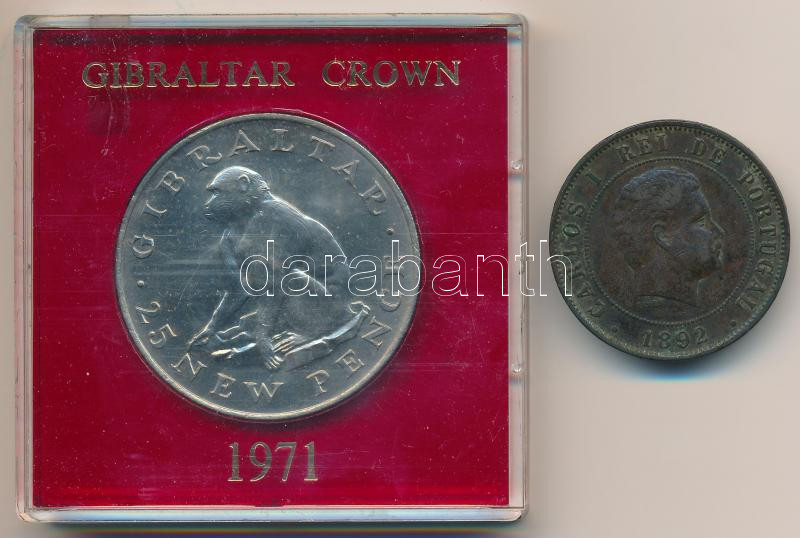 GIBRALTAR CROWN
· GIBRALTAR ·
25 NEW PENCE
1971
CARLOS I REI DE PORTUGAL
· 1892 ·
darabanth